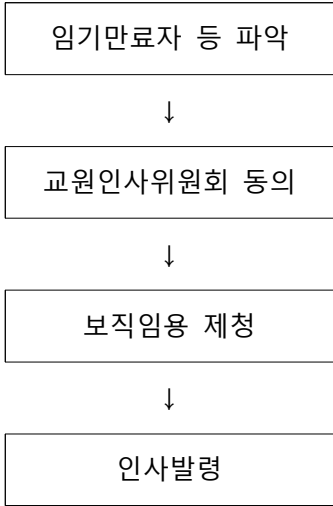 임기만료자 등 파악
↓
교원인사위원회 동의
↓
보직임용 제청
↓
인사발령